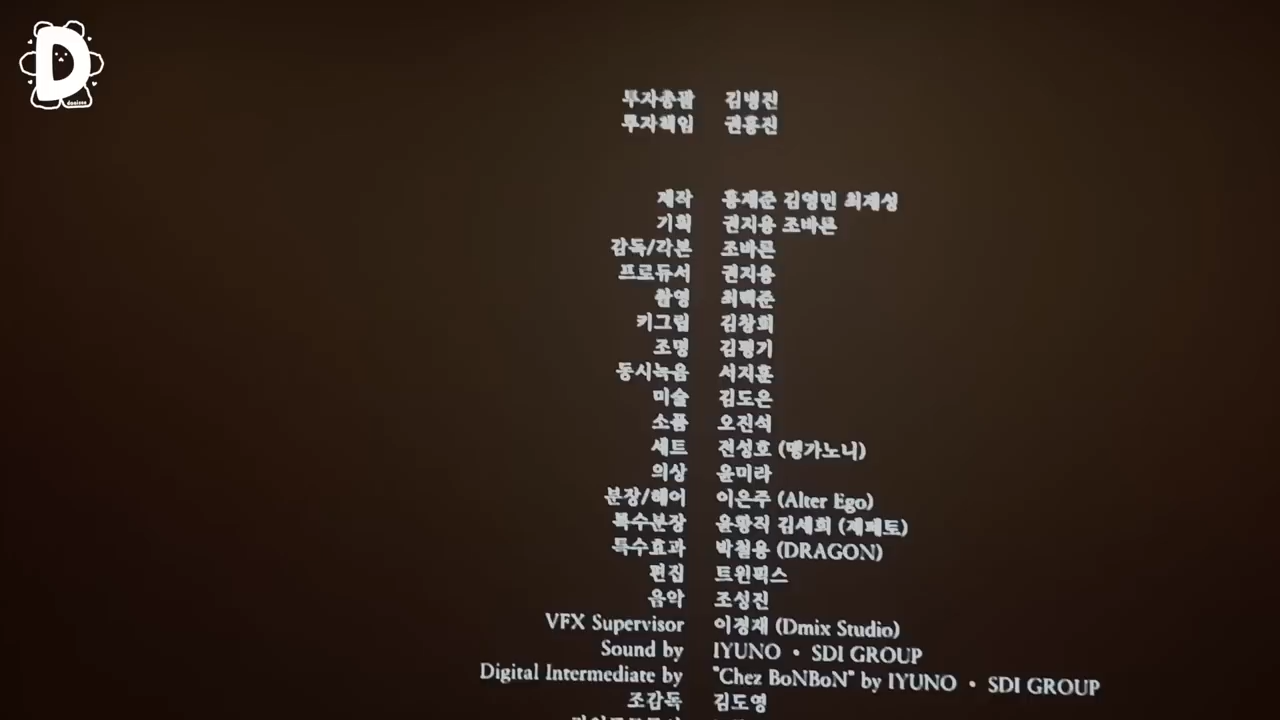 D
투자총괄 김병진
투자책임 권흥진
제작 홍재준 김영민 최재성
기획 권지용 조바른
감독/각본 조바른
프로듀서 권지용
촬영 최백준
키그립 김창희
조명 김평기
동시녹음 서지훈
미술 김도은
소품 오진석
세트 전성호 (맹가노니)
의상 윤미라
분장/헤어 이은주 (Alter Ego)
특수분장 윤황직 김세희 (제페토)
특수효과 박철용 (DRAGON)
편집 트윈픽스
음악 조성진
VFX Supervisor 이정재 (Dmix Studio)
Sound by IYUNO • SDI GROUP
Digital Intermediate by "Chez BoNBoN" by IYUNO • SDI GROUP
조감독 김도영